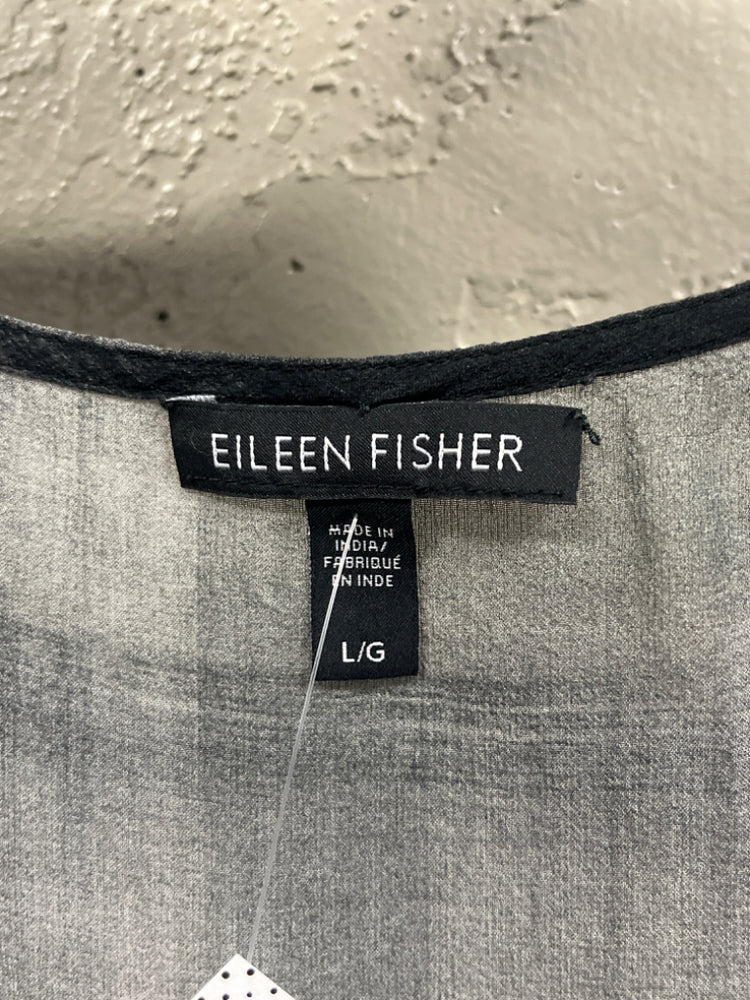 EILEEN FISHER
MADE IN
INDIA/
FABRIQUÉ
EN INDE
L/G